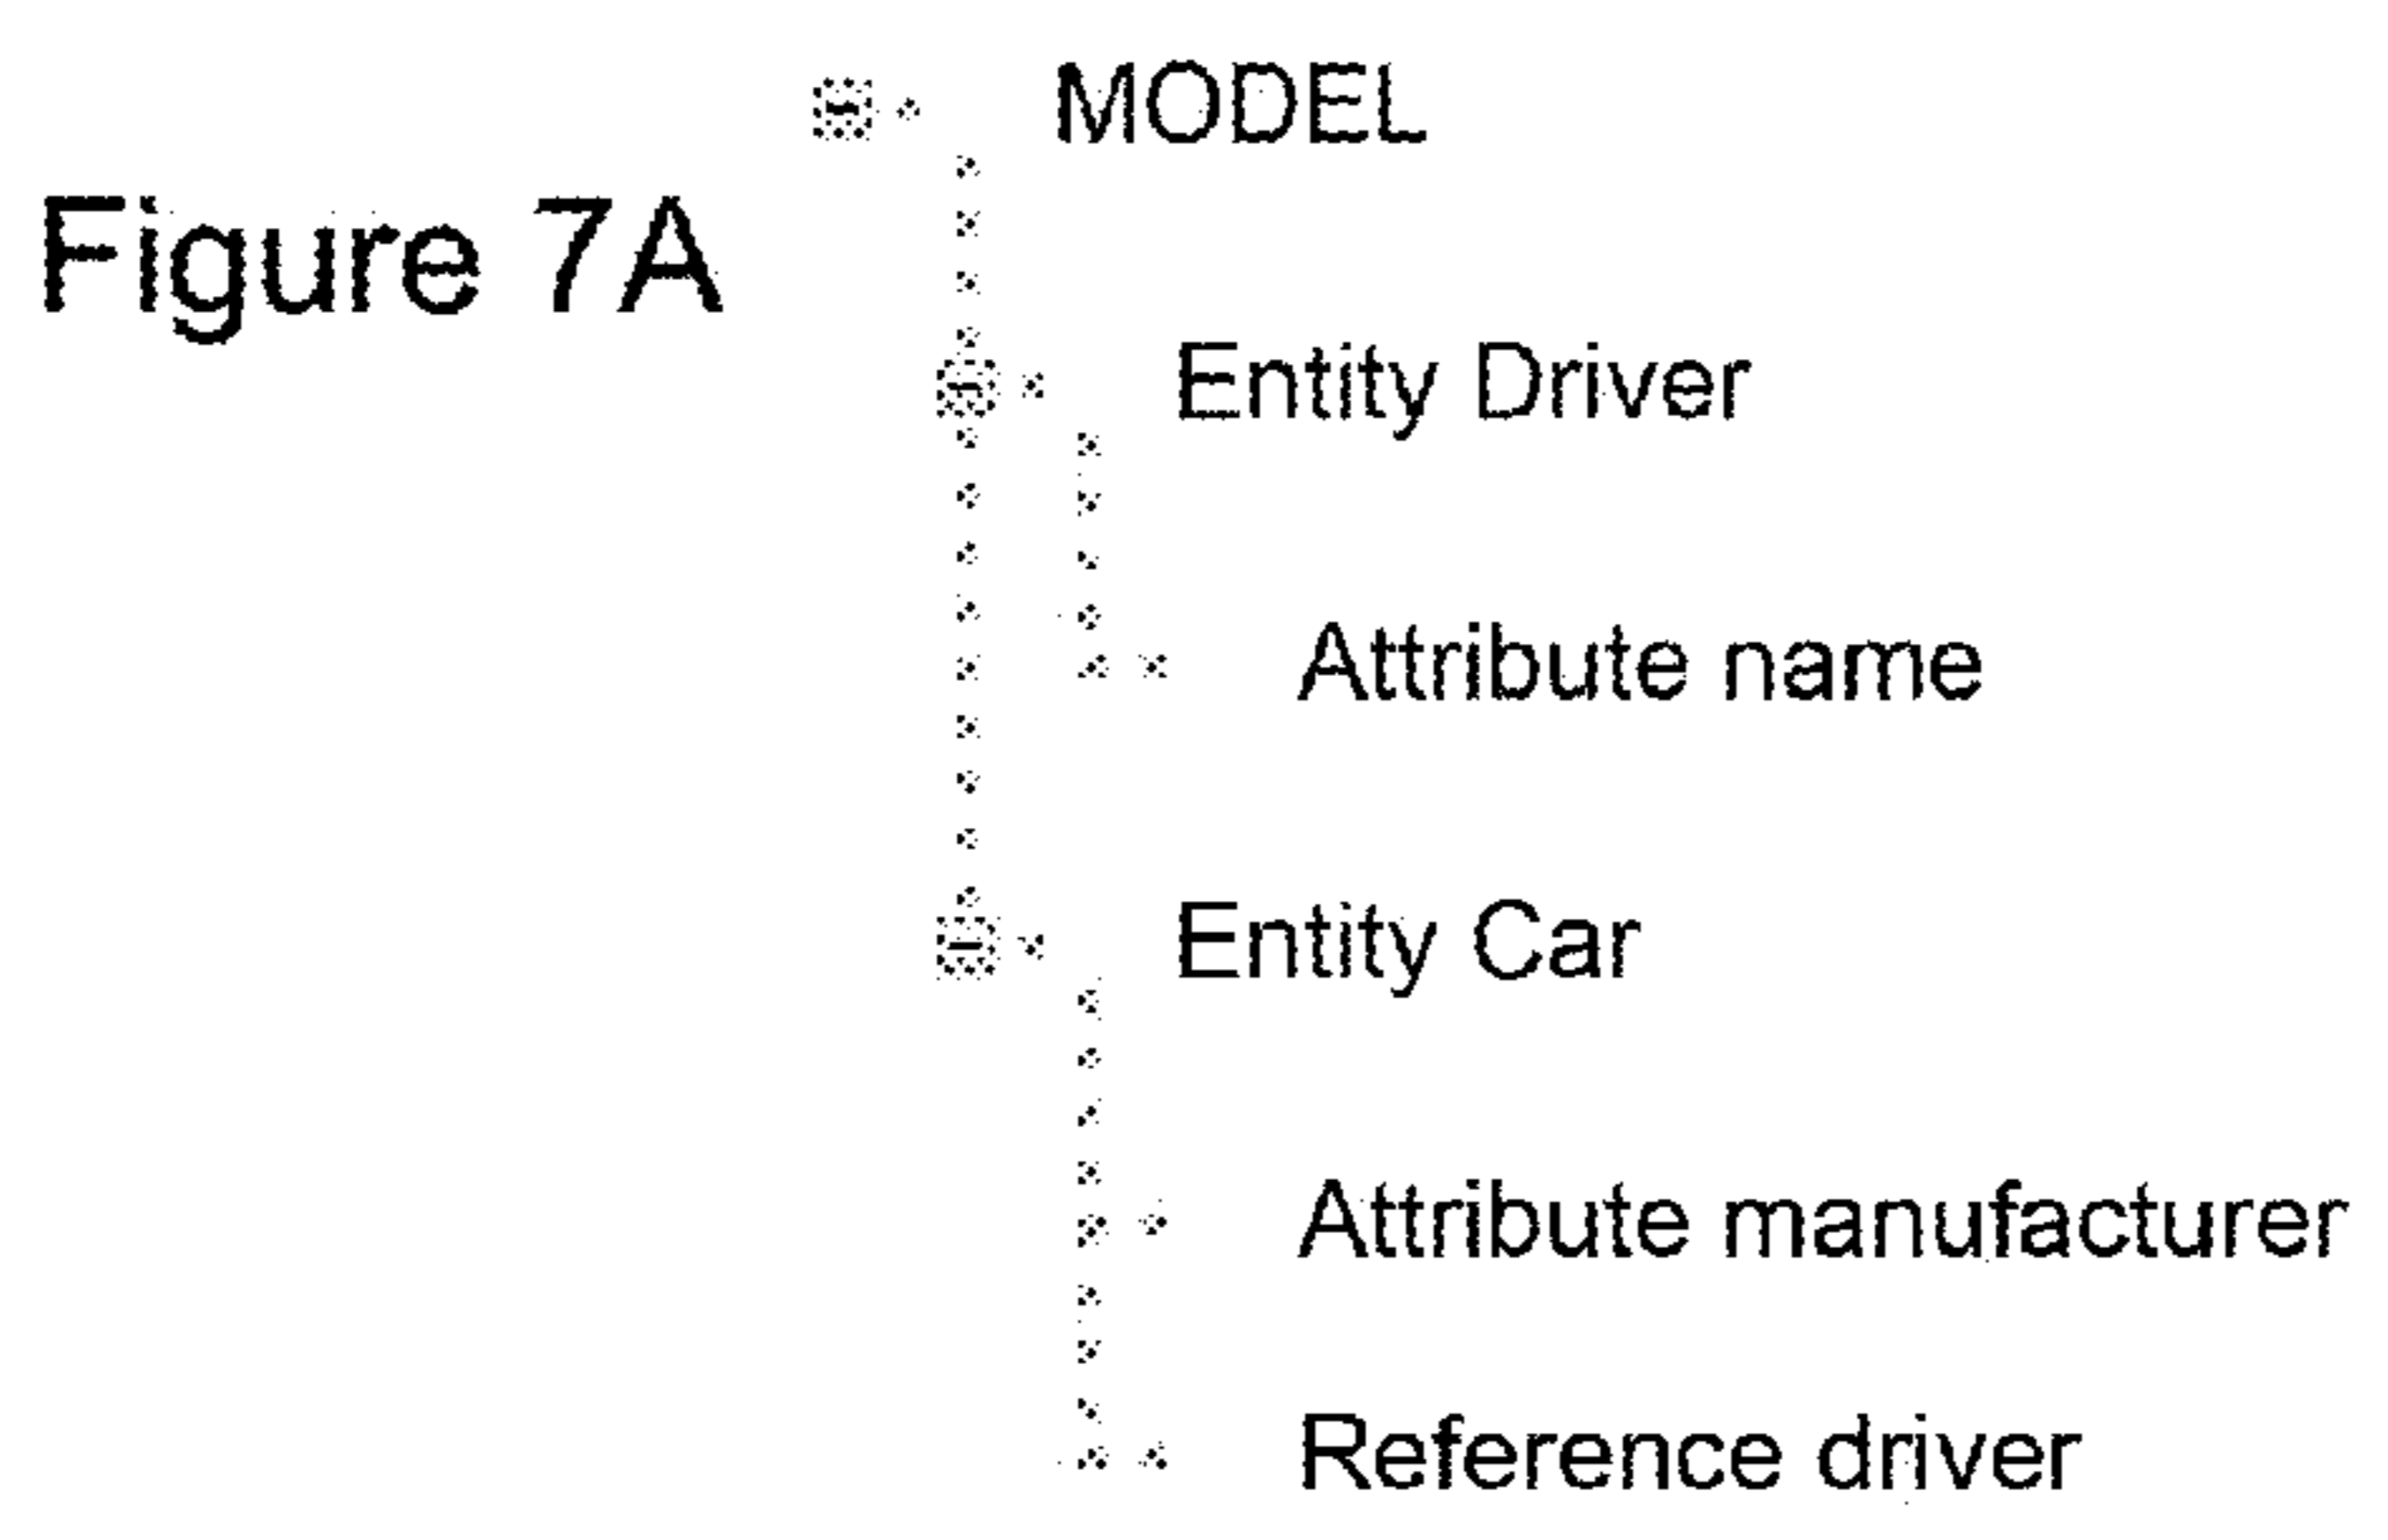 MODEL
Figure 7A
Entity Driver
Attribute name
Entity Car
Attribute manufacturer
Reference driver